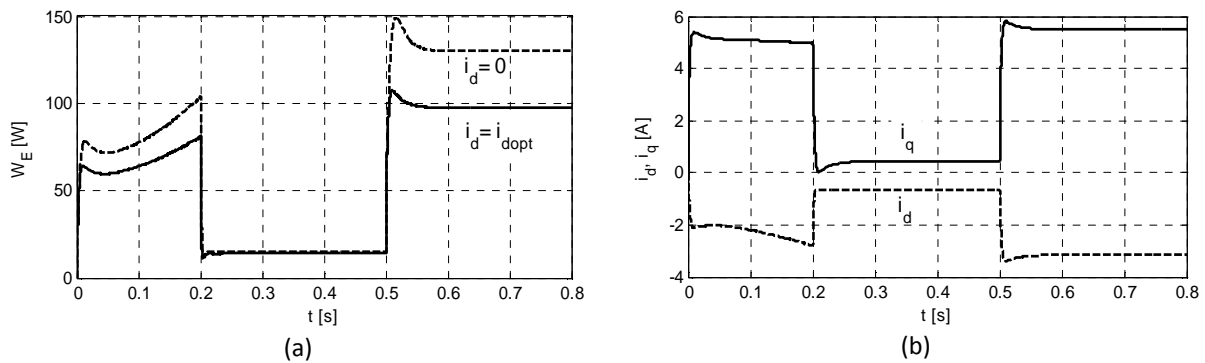 150
100
50
0
W_E [W]
i_d= 0
i_d= i_dopt
0 0.1 0.2 0.3 0.4 0.5 0.6 0.7 0.8
t [s]
(a)
6
4
2
0
-2
-4
i_d, i_q [A]
i_q
i_d
0 0.1 0.2 0.3 0.4 0.5 0.6 0.7 0.8
t [s]
(b)